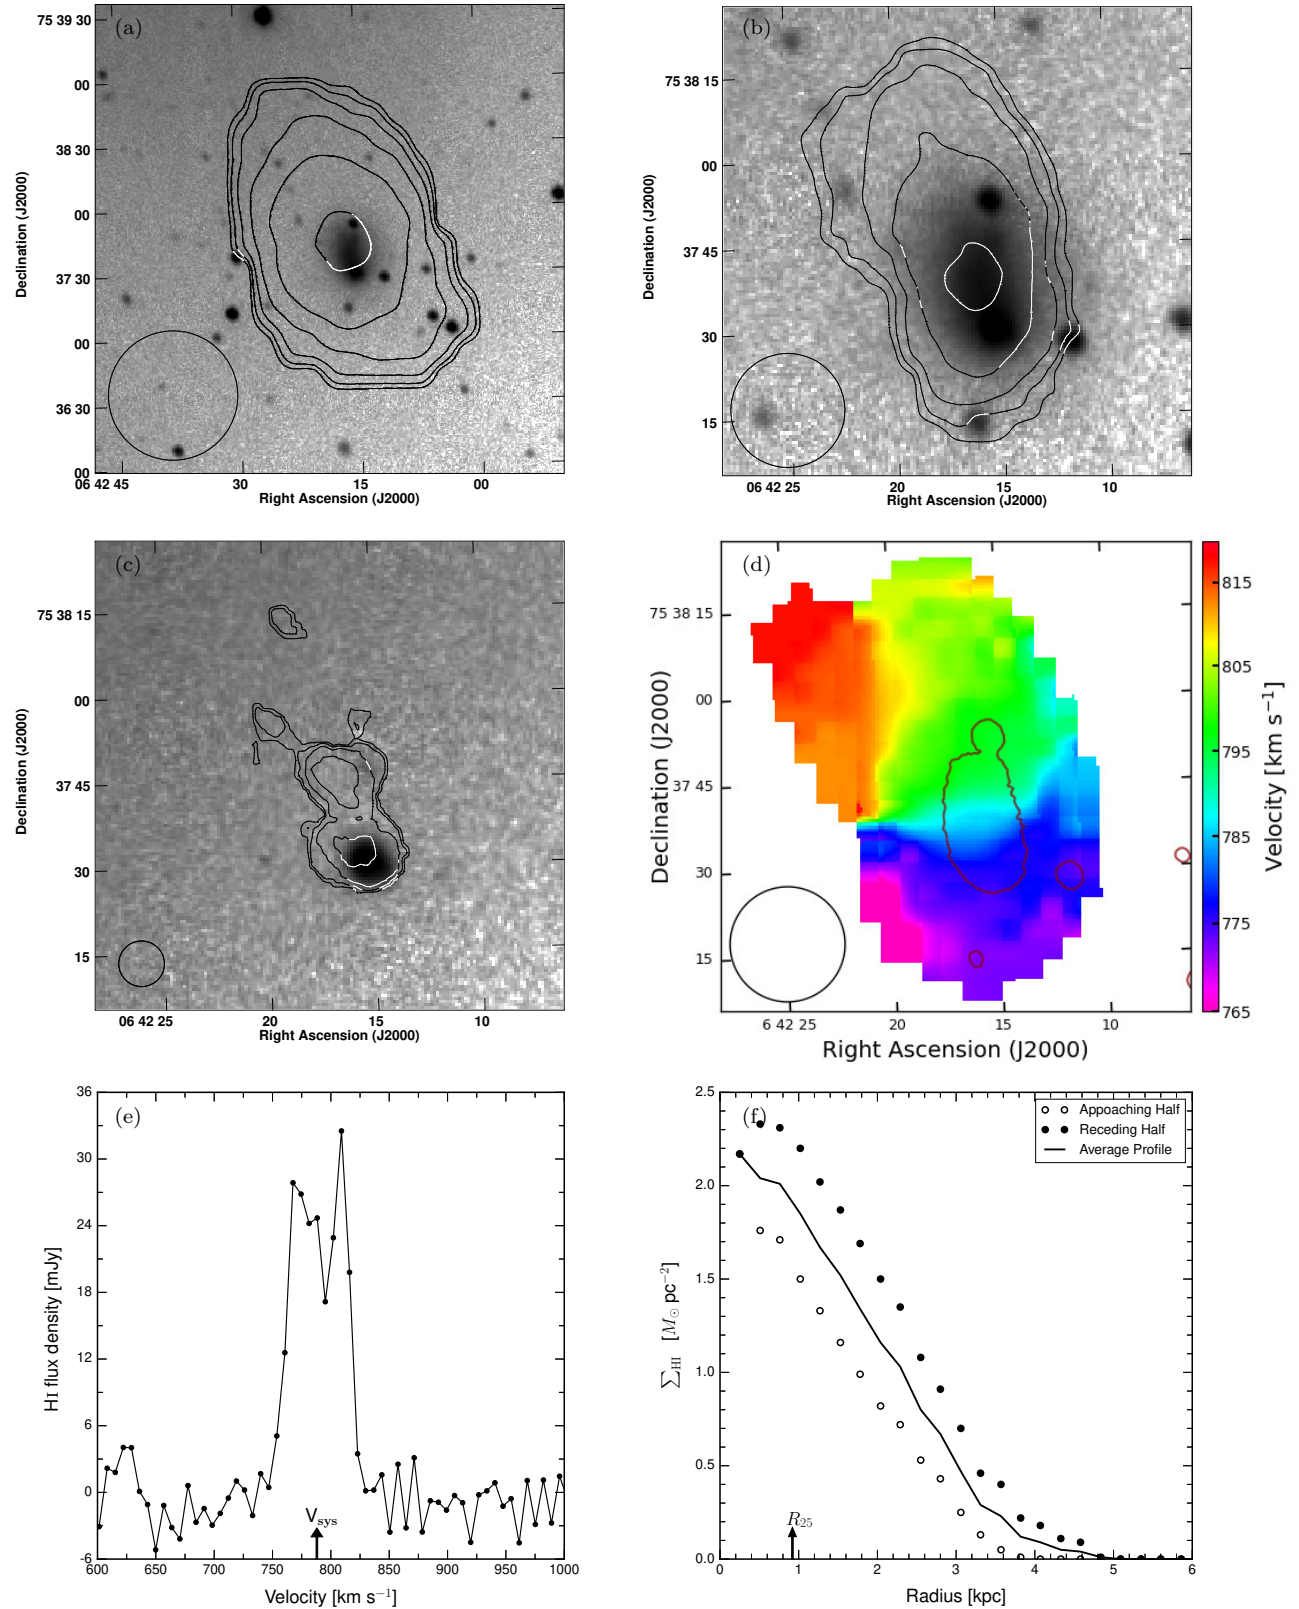 (a)
75 39 30
00
38 30
00
37 30
00
36 30
00
Declination (J2000)
06 42 45
30
15
00
Right Ascension (J2000)
(b)
75 38 15
00
37 45
30
15
Declination (J2000)
06 42 25
20
15
10
Right Ascension (J2000)
(c)
75 38 15
00
37 45
30
15
Declination (J2000)
06 42 25
20
15
10
Right Ascension (J2000)
(d)
75 38 15
00
37 45
30
15
Declination (J2000)
6 42 25
20
15
10
Right Ascension (J2000)
815
805
795
785
775
765
Velocity [km s⁻¹]
(e)
36
30
24
18
12
6
0
-6
HI flux density [mJy]
V_sys
600
650
700
750
800
850
900
950
1000
Velocity [km s⁻¹]
(f)
Appoaching Half
Receding Half
Average Profile
2.5
2.0
1.5
1.0
0.5
0.0
∑HI [M⊙ pc⁻²]
R₂₅
0
1
2
3
4
5
6
Radius [kpc]